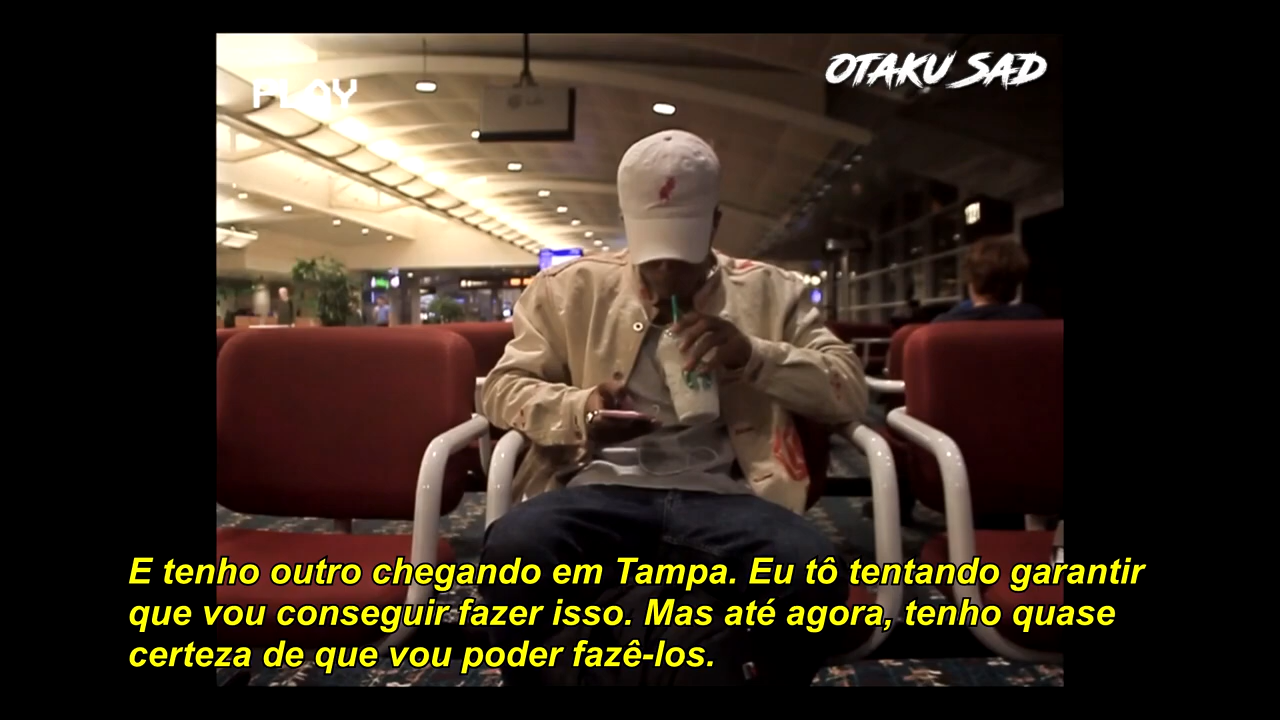 PLAY
OTAKU SAD
E tenho outro chegando em Tampa. Eu tô tentando garantir
que vou conseguir fazer isso. Mas até agora, tenho quase
certeza de que vou poder fazê-los.